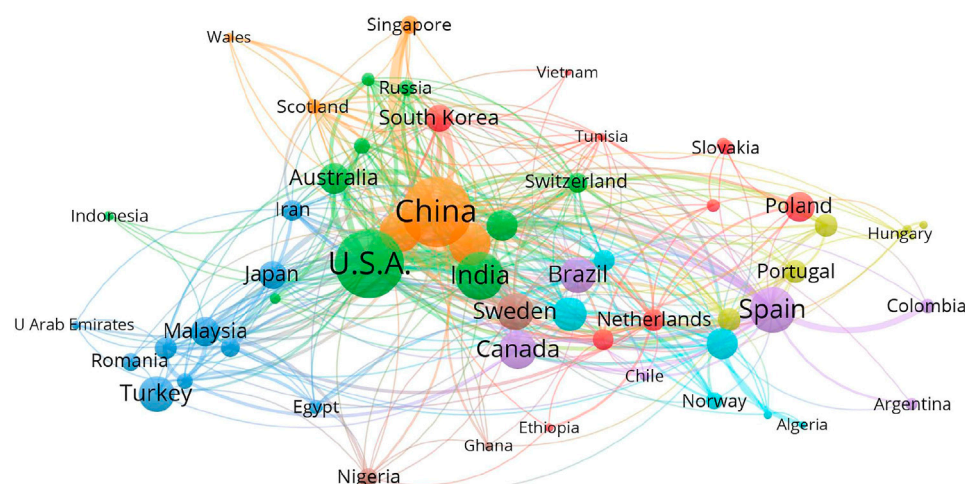 Singapore
Wales
Vietnam
Russia
Scotland
South Korea
Tunisia
Slovakia
Australia
Switzerland
Iran
China
Poland
Indonesia
Hungary
U.S.A.
India
Japan
Brazil
Portugal
Sweden
Netherlands
Spain
Colombia
U Arab Emirates
Malaysia
Romania
Canada
Chile
Turkey
Egypt
Norway
Argentina
Ethiopia
Algeria
Ghana
Nigeria